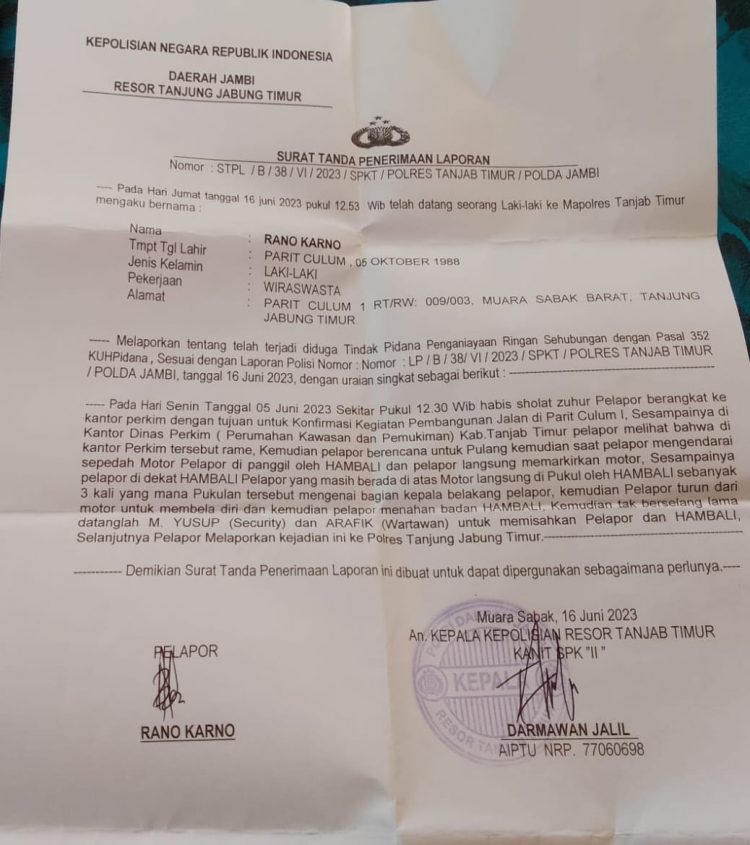 KEPOLISIAN NEGARA REPUBLIK INDONESIA
DAERAH JAMBI
RESOR TANJUNG JABUNG TIMUR
SURAT TANDA PENERIMAAN LAPORAN
Nomor : STPL / B / 38 / VI / 2023 / SPKT / POLRES TANJAB TIMUR / POLDA JAMBI
---- Pada Hari Jumat tanggal 16 juni 2023 pukul 12.53 Wib telah datang seorang Laki-laki ke Mapolres Tanjab Timur
mengaku bernama :
Nama : RANO KARNO
Tmpt Tgl Lahir : PARIT CULUM , 05 OKTOBER 1988
Jenis Kelamin : LAKI-LAKI
Pekerjaan : WIRASWASTA
Alamat : PARIT CULUM 1 RT/RW: 009/003, MUARA SABAK BARAT, TANJUNG
JABUNG TIMUR
----- Melaporkan tentang telah terjadi diduga Tindak Pidana Penganiayaan Ringan Sehubungan dengan Pasal 352
KUHPidana , Sesuai dengan Laporan Polisi Nomor : Nomor : LP / B / 38/ VI / 2023 / SPKT / POLRES TANJAB TIMUR
/ POLDA JAMBI, tanggal 16 Juni 2023, dengan uraian singkat sebagai berikut : -----------------------------------
----- Pada Hari Senin Tanggal 05 Juni 2023 Sekitar Pukul 12.30 Wib habis sholat zuhur Pelapor berangkat ke
kantor perkim dengan tujuan untuk Konfirmasi Kegiatan Pembangunan Jalan di Parit Culum I, Sesampainya di
Kantor Dinas Perkim ( Perumahan Kawasan dan Pemukiman) Kab.Tanjab Timur pelapor melihat bahwa di
kantor Perkim tersebut rame, Kemudian pelapor berencana untuk Pulang kemudian saat pelapor mengendarai
sepedah Motor Pelapor di panggil oleh HAMBALI dan pelapor langsung memarkirkan motor, Sesampainya
pelapor di dekat HAMBALI Pelapor yang masih berada di atas Motor langsung di Pukul oleh HAMBALI sebanyak
3 kali yang mana Pukulan tersebut mengenai bagian kepala belakang pelapor, kemudian Pelapor turun dari
motor untuk membela diri dan kemudian pelapor menahan badan HAMBALI, Kemudian tak berselang lama
datanglah M. YUSUP (Security) dan ARAFIK (Wartawan) untuk memisahkan Pelapor dan HAMBALI,
Selanjutnya Pelapor Melaporkan kejadian ini ke Polres Tanjung Jabung Timur.-----------------------------------
----------- Demikian Surat Tanda Penerimaan Laporan ini dibuat untuk dapat dipergunakan sebagaimana perlunya.----
Muara Sabak, 16 Juni 2023
An. KEPALA KEPOLISIAN RESOR TANJAB TIMUR
KANIT SPK "II "
PELAPOR
KEPALA
RANO KARNO
DARMAWAN JALIL
AIPTU NRP. 77060698